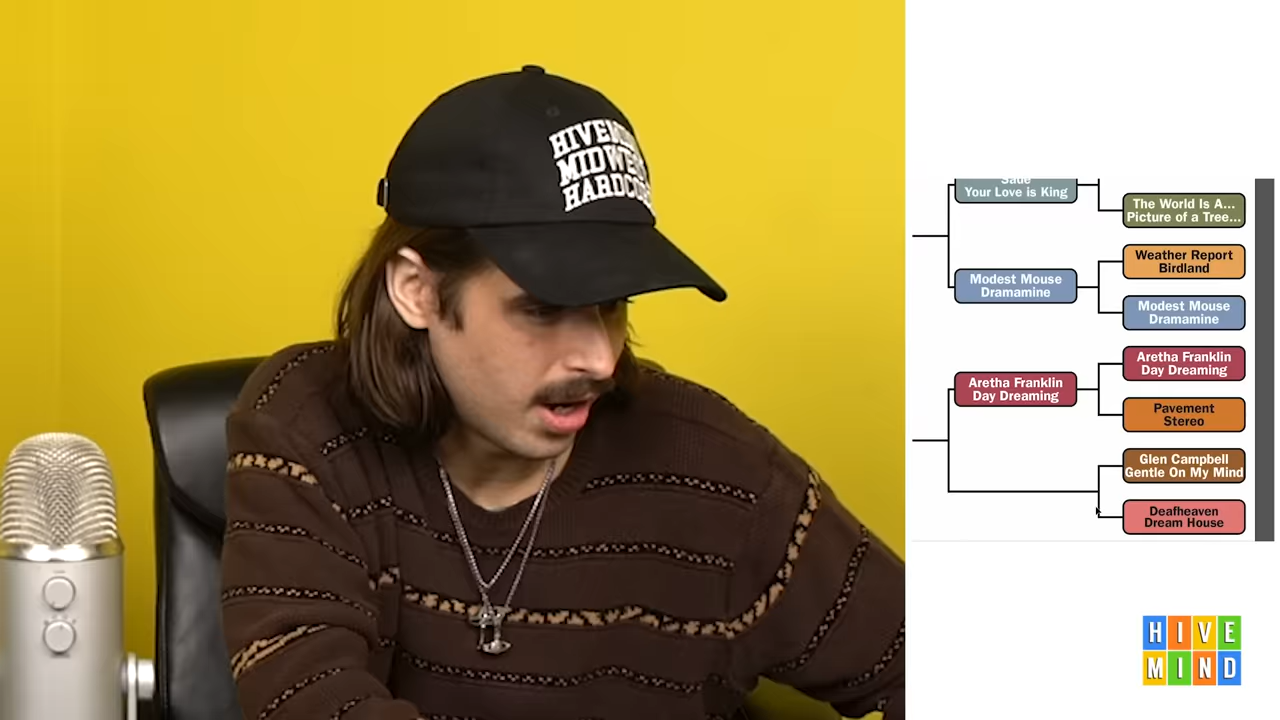 HIVEMIND
MIDWEST
HARDCORE
Sade
Your Love is King
The World Is A...
Picture of a Tree...
Weather Report
Birdland
Modest Mouse
Dramamine
Modest Mouse
Dramamine
Aretha Franklin
Day Dreaming
Aretha Franklin
Day Dreaming
Pavement
Stereo
Glen Campbell
Gentle On My Mind
Deafheaven
Dream House
HIVE
MIND